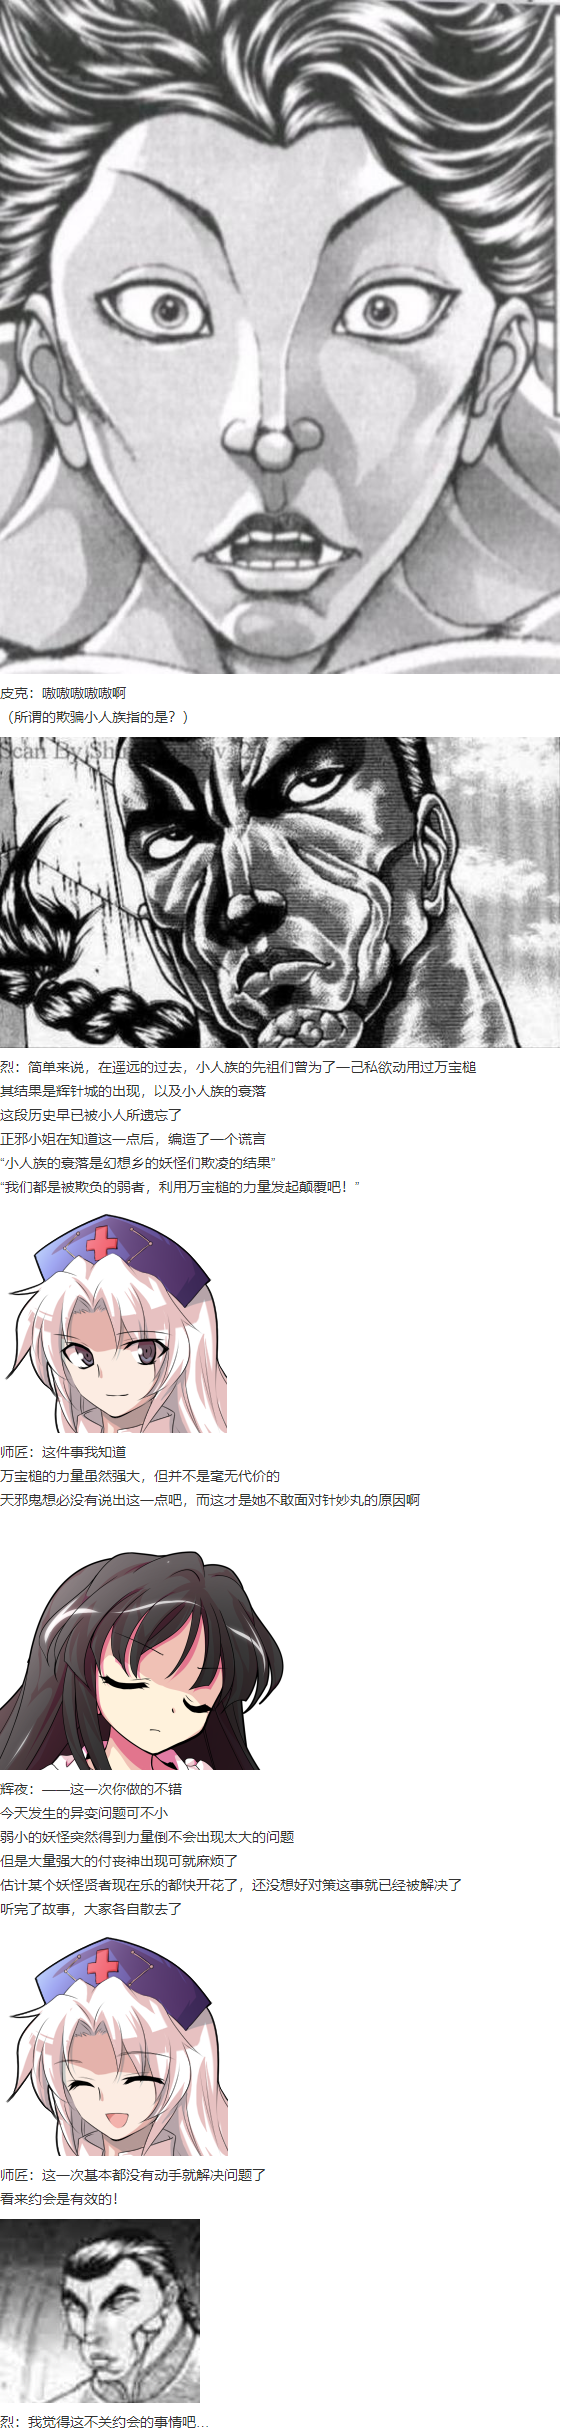 皮克：嗷嗷嗷嗷嗷啊
（所谓的欺骗小人族指的是？）
Scan By Sh
烈：简单来说，在遥远的过去，小人族的先祖们曾为了一己私欲动用过万宝槌
其结果是辉针城的出现，以及小人族的衰落
这段历史早已被小人所遗忘了
正邪小姐在知道这一点后，编造了一个谎言
“小人族的衰落是幻想乡的妖怪们欺凌的结果”
“我们都是被欺负的弱者，利用万宝槌的力量发起颠覆吧！”
师匠：这件事我知道
万宝槌的力量虽然强大，但并不是毫无代价的
天邪鬼想必没有说出这一点吧，而这才是她不敢面对针妙丸的原因啊
辉夜：——这一次你做的不错
今天发生的异变问题可不小
弱小的妖怪突然得到力量倒不会出现太大的问题
但是大量强大的付丧神出现可就麻烦了
估计某个妖怪贤者现在乐的都快开花了，还没想好对策这事就已经被解决了
听完了故事，大家各自散去了
师匠：这一次基本都没有动手就解决问题了
看来约会是有效的！
烈：我觉得这不关约会的事情吧…